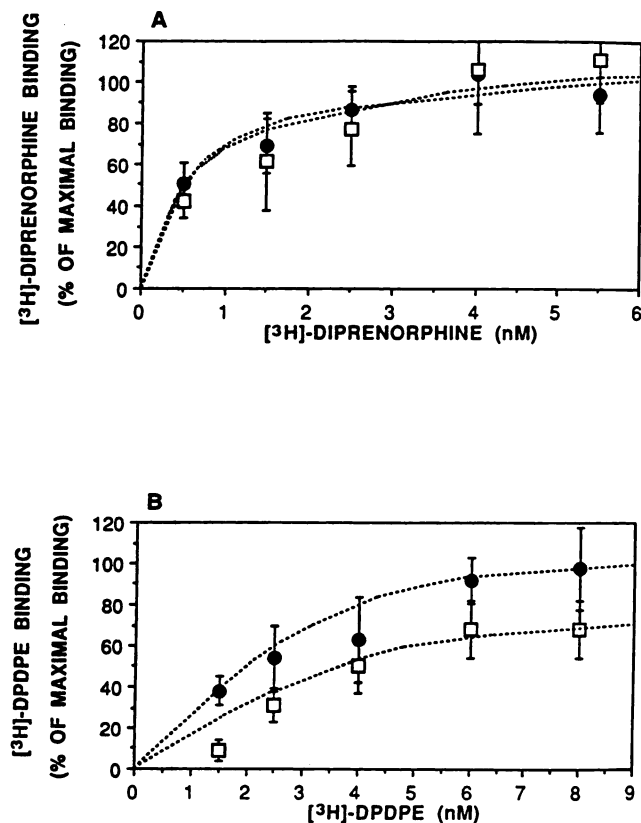 A
[³H]-DIPRENORPHINE BINDING
(% OF MAXIMAL BINDING)
120
100
80
60
40
20
0
0 1 2 3 4 5 6
[³H]-DIPRENORPHINE (nM)
B
[³H]-DPDPE BINDING
(% OF MAXIMAL BINDING)
120
100
80
60
40
20
0
0 1 2 3 4 5 6 7 8 9
[³H]-DPDPE (nM)